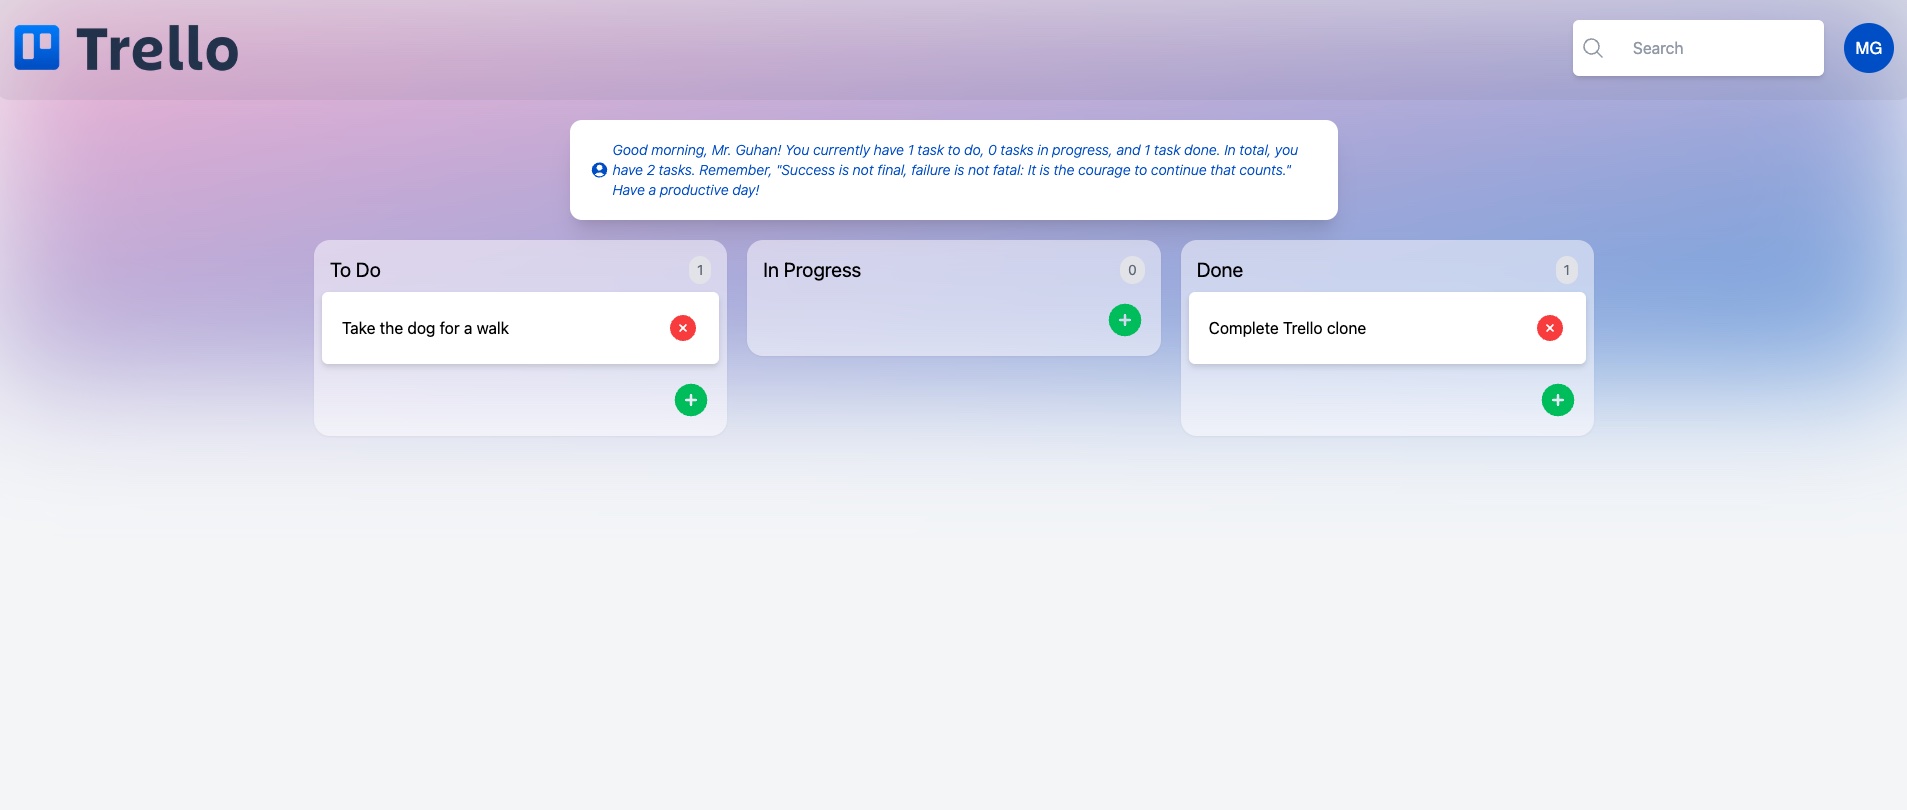 Trello
Search
MG
Good morning, Mr. Guhan! You currently have 1 task to do, 0 tasks in progress, and 1 task done. In total, you
have 2 tasks. Remember, "Success is not final, failure is not fatal: It is the courage to continue that counts."
Have a productive day!
To Do
1
Take the dog for a walk
In Progress
0
Done
1
Complete Trello clone